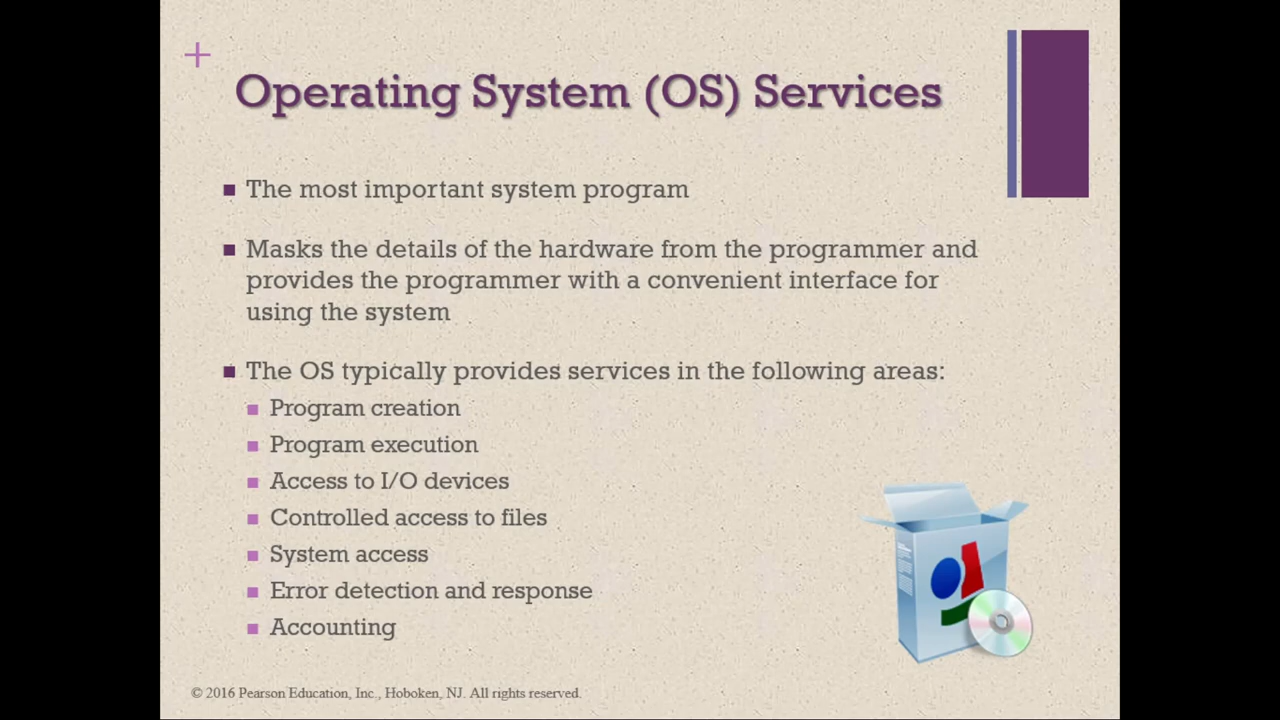 +
Operating System (OS) Services
■ The most important system program
■ Masks the details of the hardware from the programmer and
provides the programmer with a convenient interface for
using the system
■ The OS typically provides services in the following areas:
■ Program creation
■ Program execution
■ Access to I/O devices
■ Controlled access to files
■ System access
■ Error detection and response
■ Accounting
© 2016 Pearson Education, Inc., Hoboken, NJ. All rights reserved.